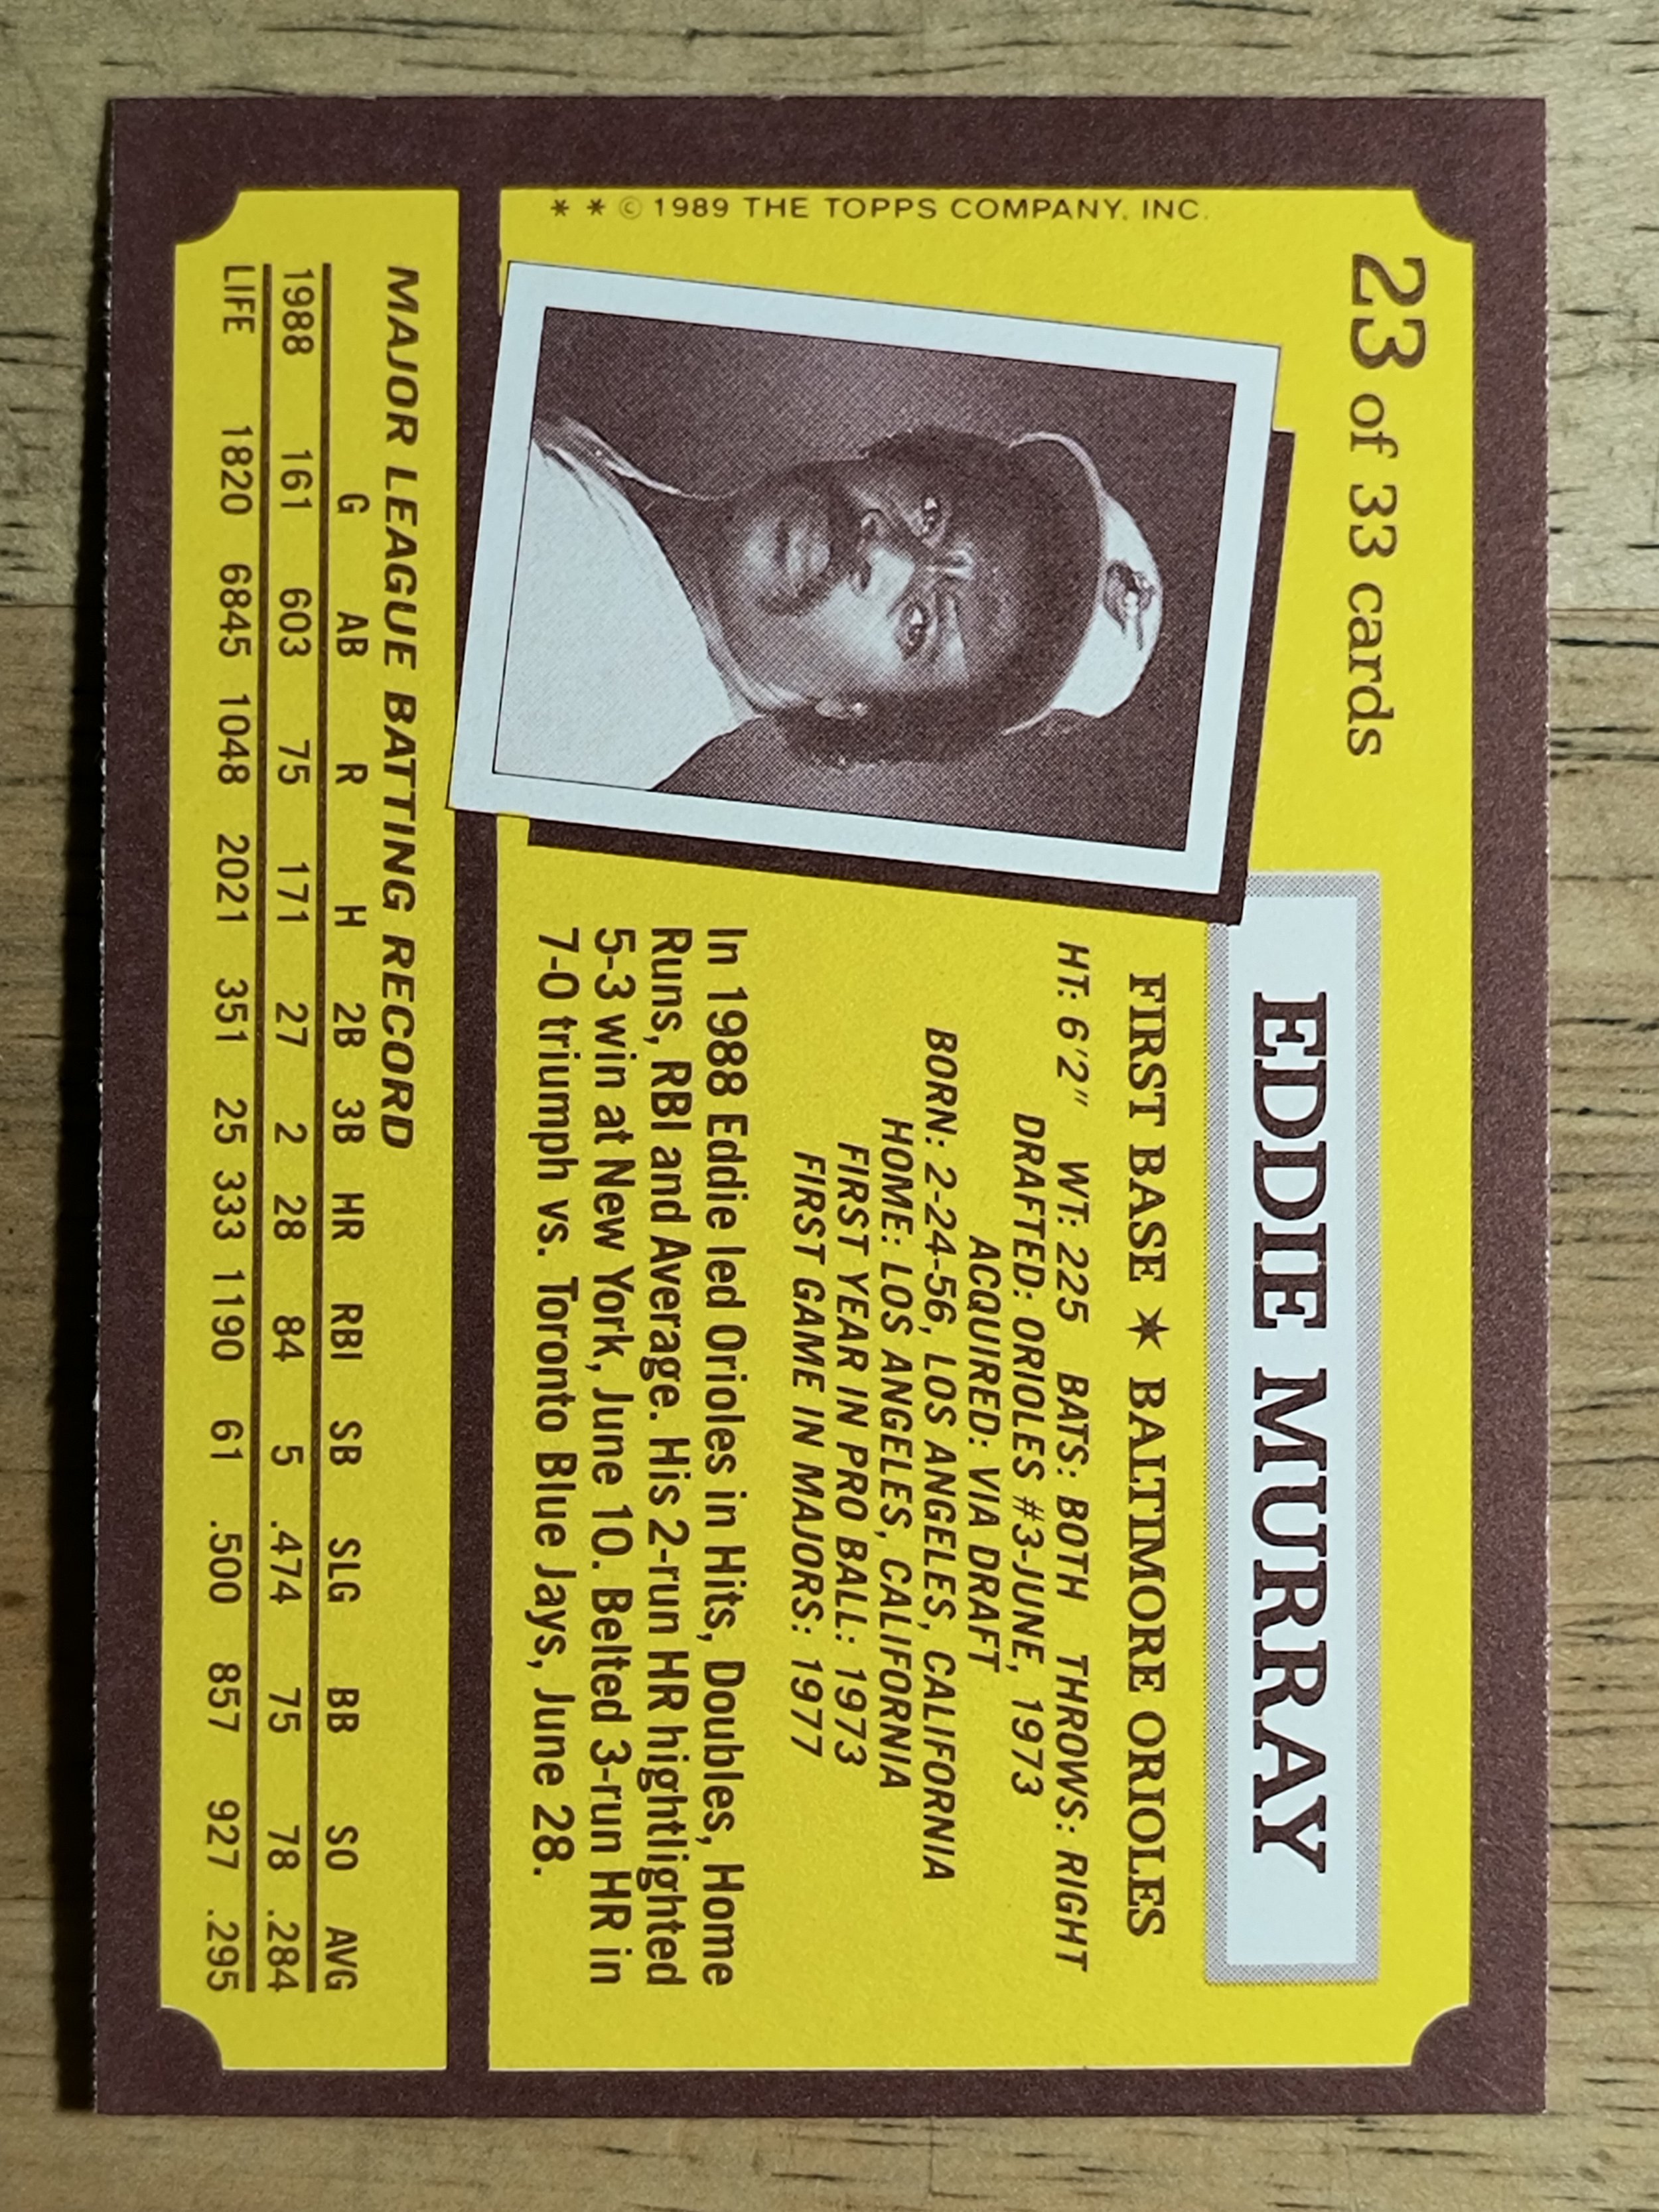 23 of 33 cards
EDDIE MURRAY
FIRST BASE ✶ BALTIMORE ORIOLES
HT: 6'2" WT: 225 BATS: BOTH THROWS: RIGHT
DRAFTED: ORIOLES #3-JUNE, 1973
ACQUIRED: VIA DRAFT
BORN: 2-24-56, LOS ANGELES, CALIFORNIA
HOME: LOS ANGELES, CALIFORNIA
FIRST YEAR IN PRO BALL: 1973
FIRST GAME IN MAJORS: 1977
In 1988 Eddie led Orioles in Hits, Doubles, Home
Runs, RBI and Average. His 2-run HR hightlighted
5-3 win at New York, June 10. Belted 3-run HR in
7-0 triumph vs. Toronto Blue Jays, June 28.
* * © 1989 THE TOPPS COMPANY, INC.
MAJOR LEAGUE BATTING RECORD
G AB R H 2B 3B HR RBI SB SLG BB SO AVG
1988 161 603 75 171 27 2 28 84 5 .474 75 78 .284
LIFE 1820 6845 1048 2021 351 25 333 1190 61 .500 857 927 .295